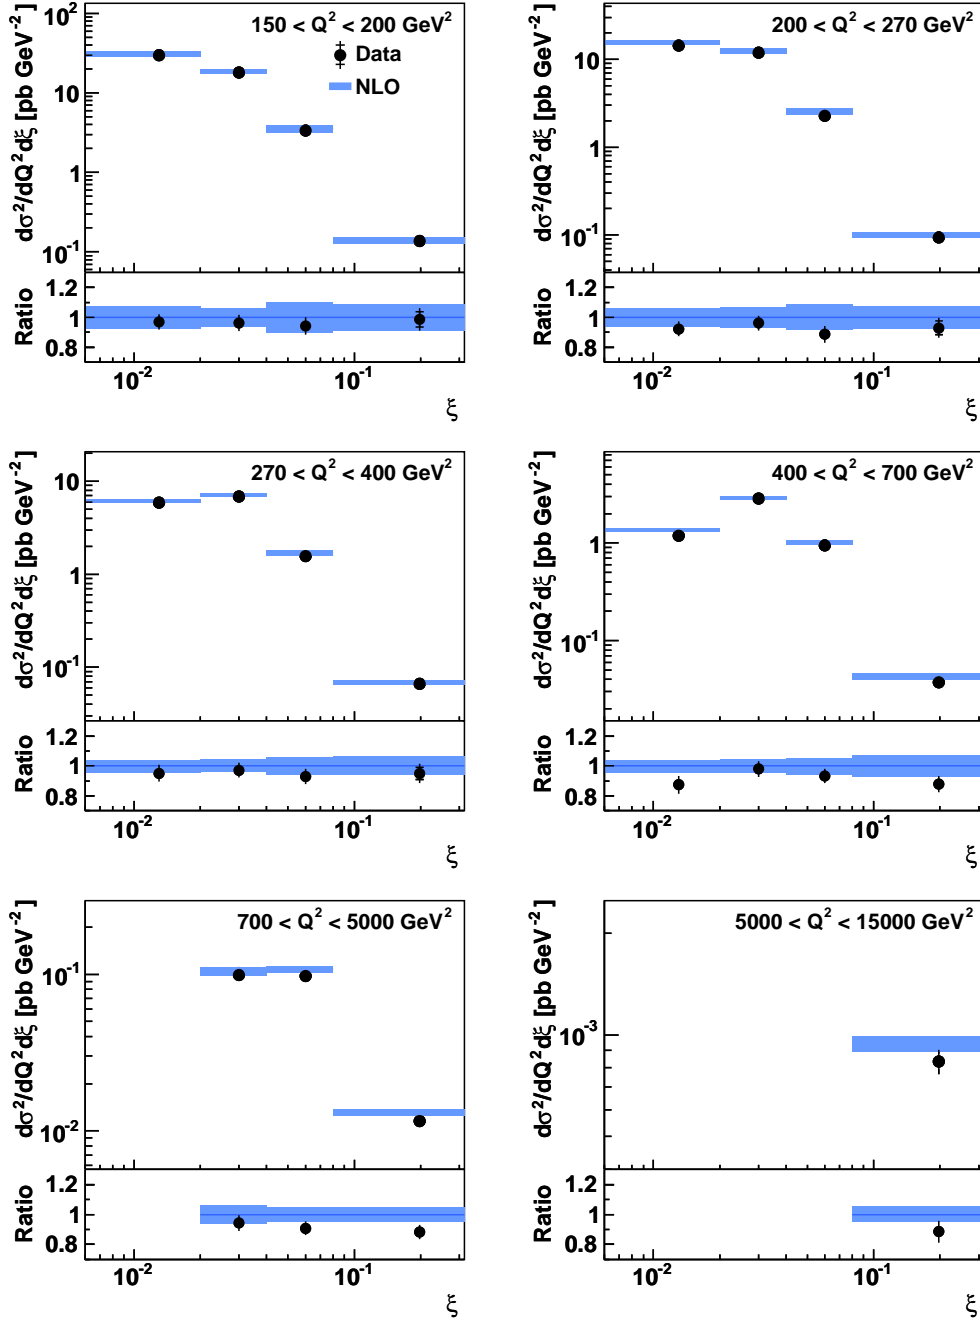 150 < Q² < 200 GeV²
Data
NLO
dσ²/dQ²dξ [pb GeV⁻²]
10²
10
1
10⁻¹
Ratio
1.2
1
0.8
10⁻²
10⁻¹
ξ
200 < Q² < 270 GeV²
dσ²/dQ²dξ [pb GeV⁻²]
10
1
10⁻¹
Ratio
1.2
1
0.8
10⁻²
10⁻¹
ξ
270 < Q² < 400 GeV²
dσ²/dQ²dξ [pb GeV⁻²]
10
1
10⁻¹
Ratio
1.2
1
0.8
10⁻²
10⁻¹
ξ
400 < Q² < 700 GeV²
dσ²/dQ²dξ [pb GeV⁻²]
1
10⁻¹
Ratio
1.2
1
0.8
10⁻²
10⁻¹
ξ
700 < Q² < 5000 GeV²
dσ²/dQ²dξ [pb GeV⁻²]
10⁻¹
10⁻²
Ratio
1.2
1
0.8
10⁻²
10⁻¹
ξ
5000 < Q² < 15000 GeV²
dσ²/dQ²dξ [pb GeV⁻²]
10⁻³
Ratio
1.2
1
0.8
10⁻²
10⁻¹
ξ